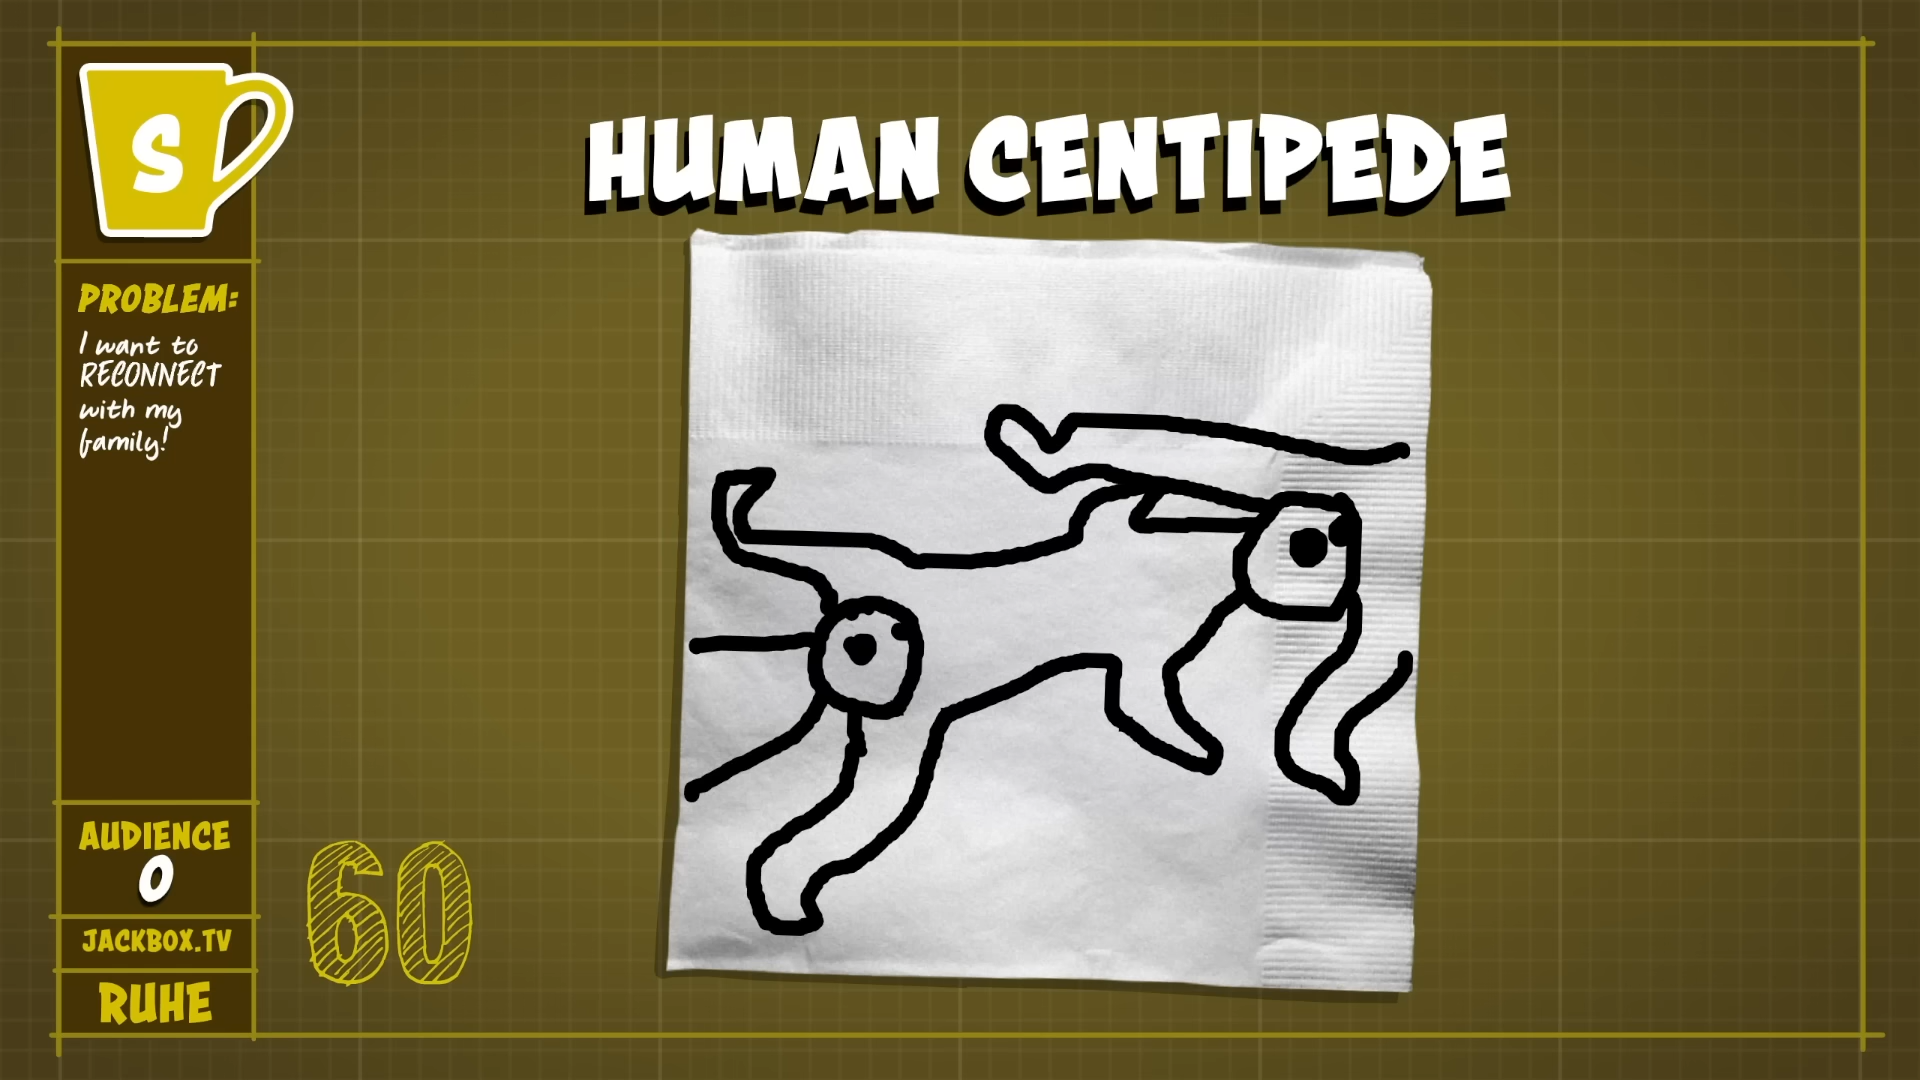 S
HUMAN CENTIPEDE
PROBLEM:
I want to
RECONNECT
with my
family!
AUDIENCE
0
JACKBOX.TV
RUHE
60